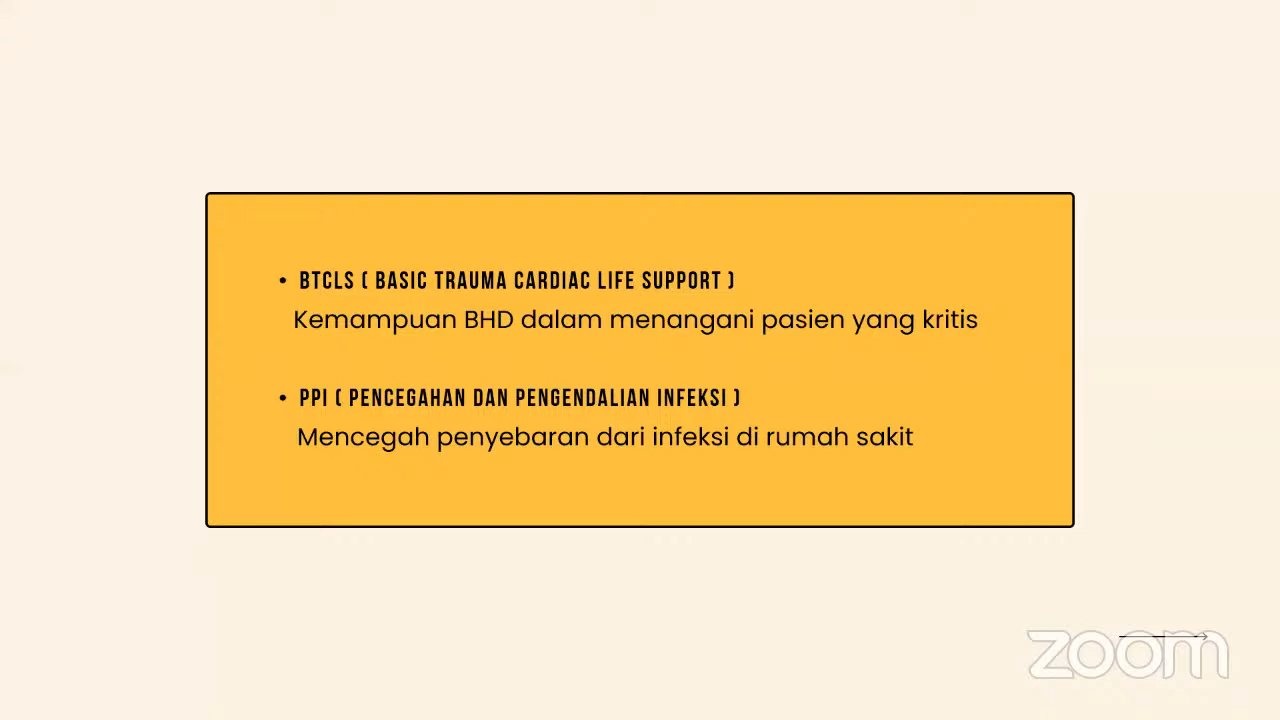 • BTCLS ( BASIC TRAUMA CARDIAC LIFE SUPPORT )
Kemampuan BHD dalam menangani pasien yang kritis
• PPI ( PENCEGAHAN DAN PENGENDALIAN INFEKSI )
Mencegah penyebaran dari infeksi di rumah sakit
zoom